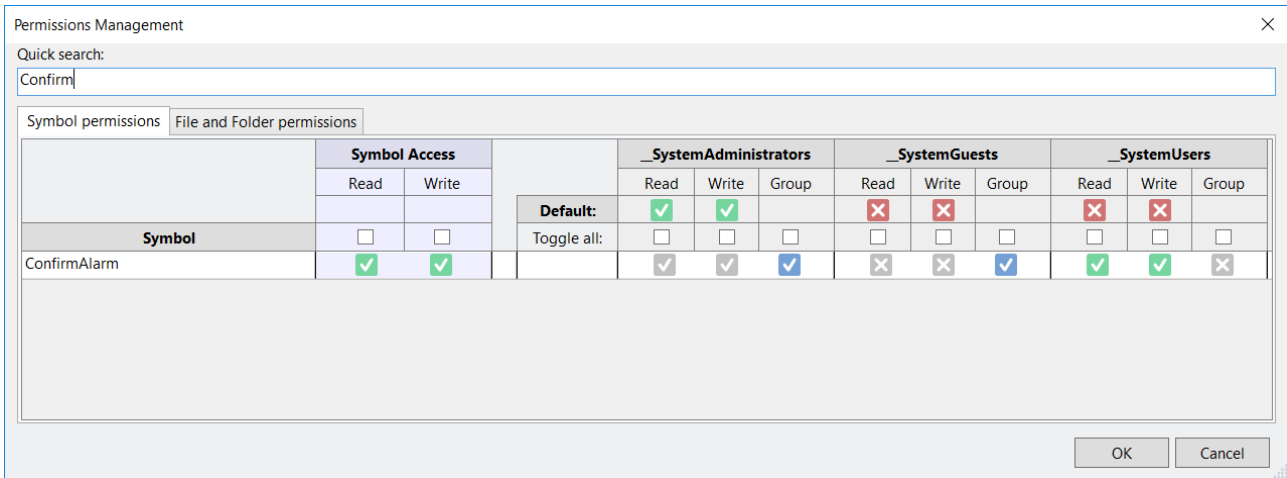 Permissions Management
Quick search:
Confirm
Symbol permissions File and Folder permissions
Symbol Access __SystemAdministrators __SystemGuests __SystemUsers
Read Write Read Write Group Read Write Group Read Write Group
Default:
Symbol Toggle all:
ConfirmAlarm
OK Cancel